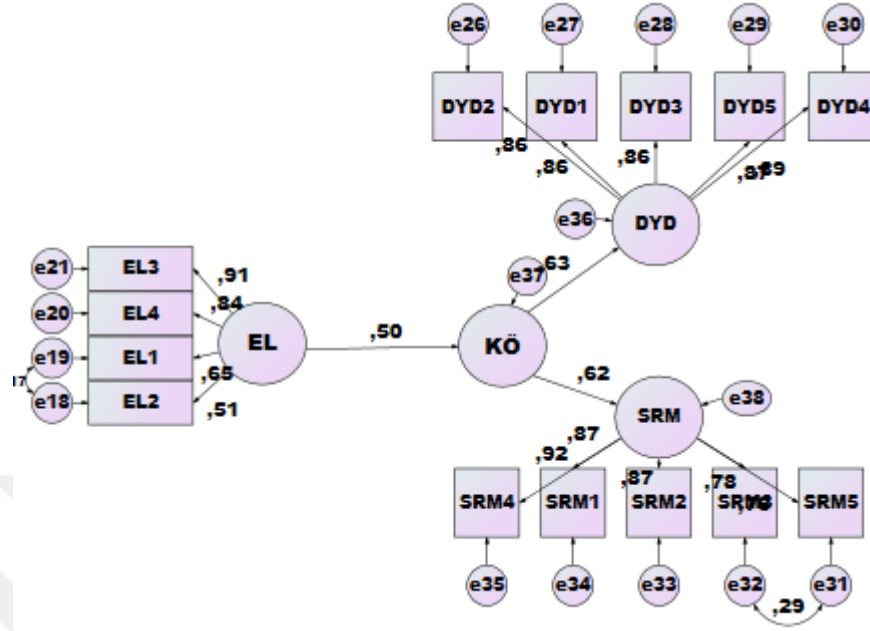 e26 e27 e28 e29 e30
DYD2 DYD1 DYD3 DYD5 DYD4
,86 ,86 ,86 ,89
e36 DYD
e37 ,63
e21 EL3 ,91
e20 EL4 ,84
e19 EL1 ,65
e18 EL2 ,51
EL ,50 KÖ
,62
SRM e38
,92 ,87 ,87 ,78
SRM4 SRM1 SRM2 SRM5
e35 e34 e33 e32 e31
,29